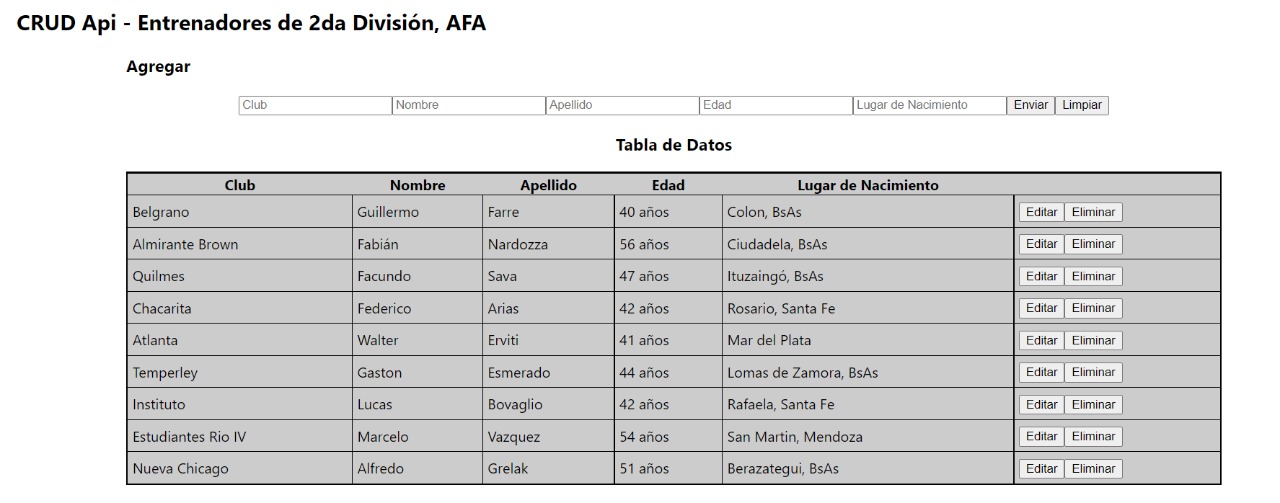 CRUD Api - Entrenadores de 2da División, AFA
Agregar
Club Nombre Apellido Edad Lugar de Nacimiento Enviar Limpiar
Tabla de Datos
Club Nombre Apellido Edad Lugar de Nacimiento
Belgrano Guillermo Farre 40 años Colon, BsAs Editar Eliminar
Almirante Brown Fabián Nardozza 56 años Ciudadela, BsAs Editar Eliminar
Quilmes Facundo Sava 47 años Ituzaingó, BsAs Editar Eliminar
Chacarita Federico Arias 42 años Rosario, Santa Fe Editar Eliminar
Atlanta Walter Erviti 41 años Mar del Plata Editar Eliminar
Temperley Gaston Esmerado 44 años Lomas de Zamora, BsAs Editar Eliminar
Instituto Lucas Bovaglio 42 años Rafaela, Santa Fe Editar Eliminar
Estudiantes Rio IV Marcelo Vazquez 54 años San Martin, Mendoza Editar Eliminar
Nueva Chicago Alfredo Grelak 51 años Berazategui, BsAs Editar Eliminar